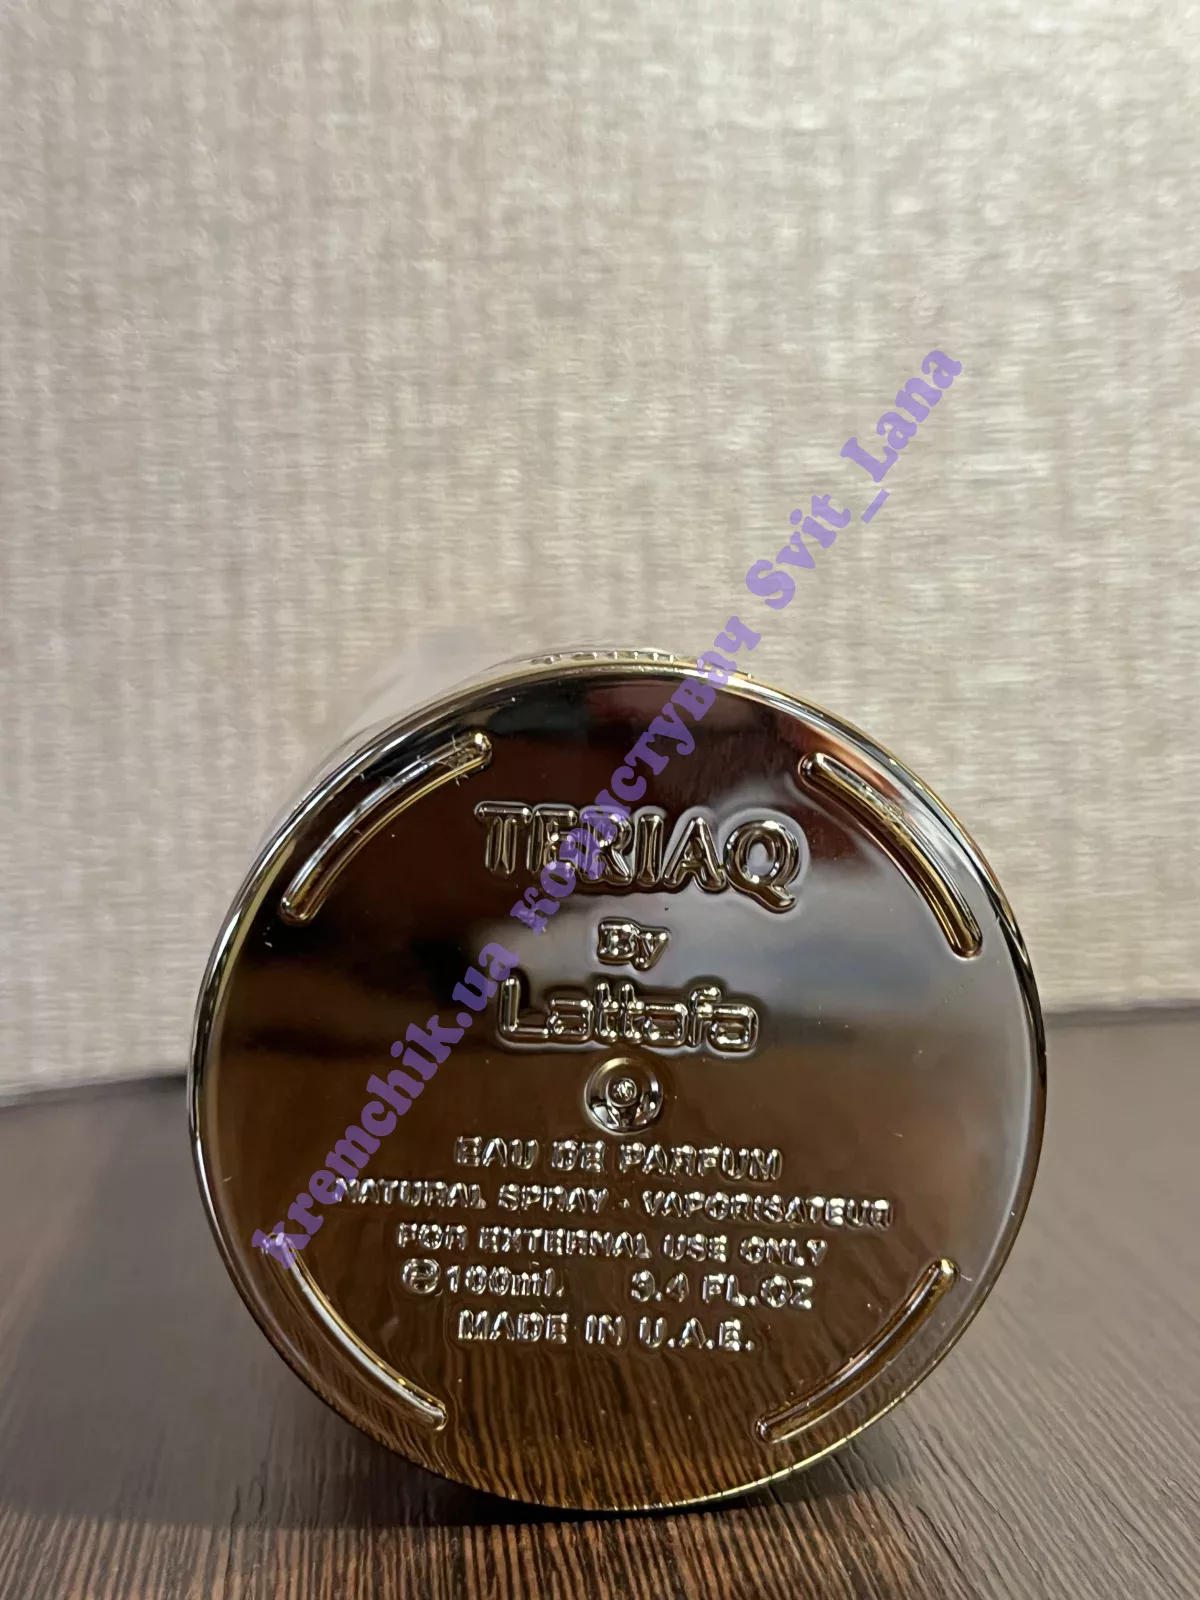 TERIAQ
By
Lattafa
EAU DE PARFUM
NATURAL SPRAY - VAPORISATEUR
FOR EXTERNAL USE ONLY
℮100ml. 3.4 FL.OZ
MADE IN U.A.E.
kremchik.ua користувач Svit_Lana